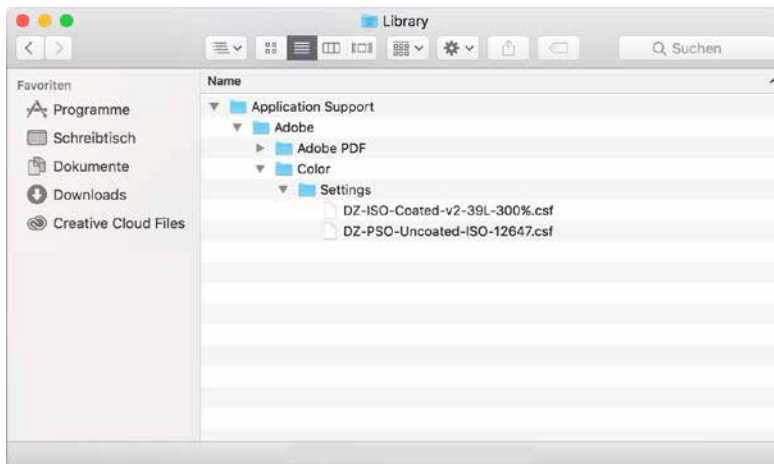 Library
Suchen
Favoriten
Programme
Schreibtisch
Dokumente
Downloads
Creative Cloud Files
Name
Application Support
Adobe
Adobe PDF
Color
Settings
DZ-ISO-Coated-v2-39L-300%.csf
DZ-PSO-Uncoated-ISO-12647.csf